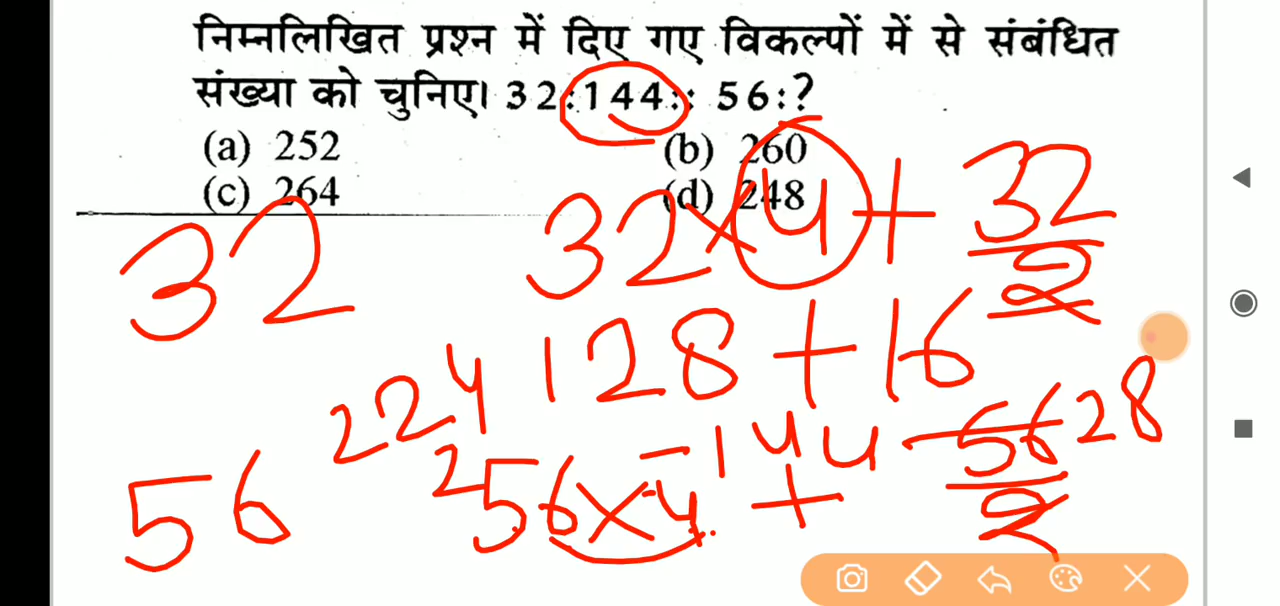 निम्नलिखित प्रश्न में दिए गए विकल्पों में से संबंधित
संख्या को चुनिए। 32:144:: 56:?
(a) 252 (b) 260
(c) 264 (d) 248
32 32×4+32/2
128+16
224 -144
56 56×4+56/2 28